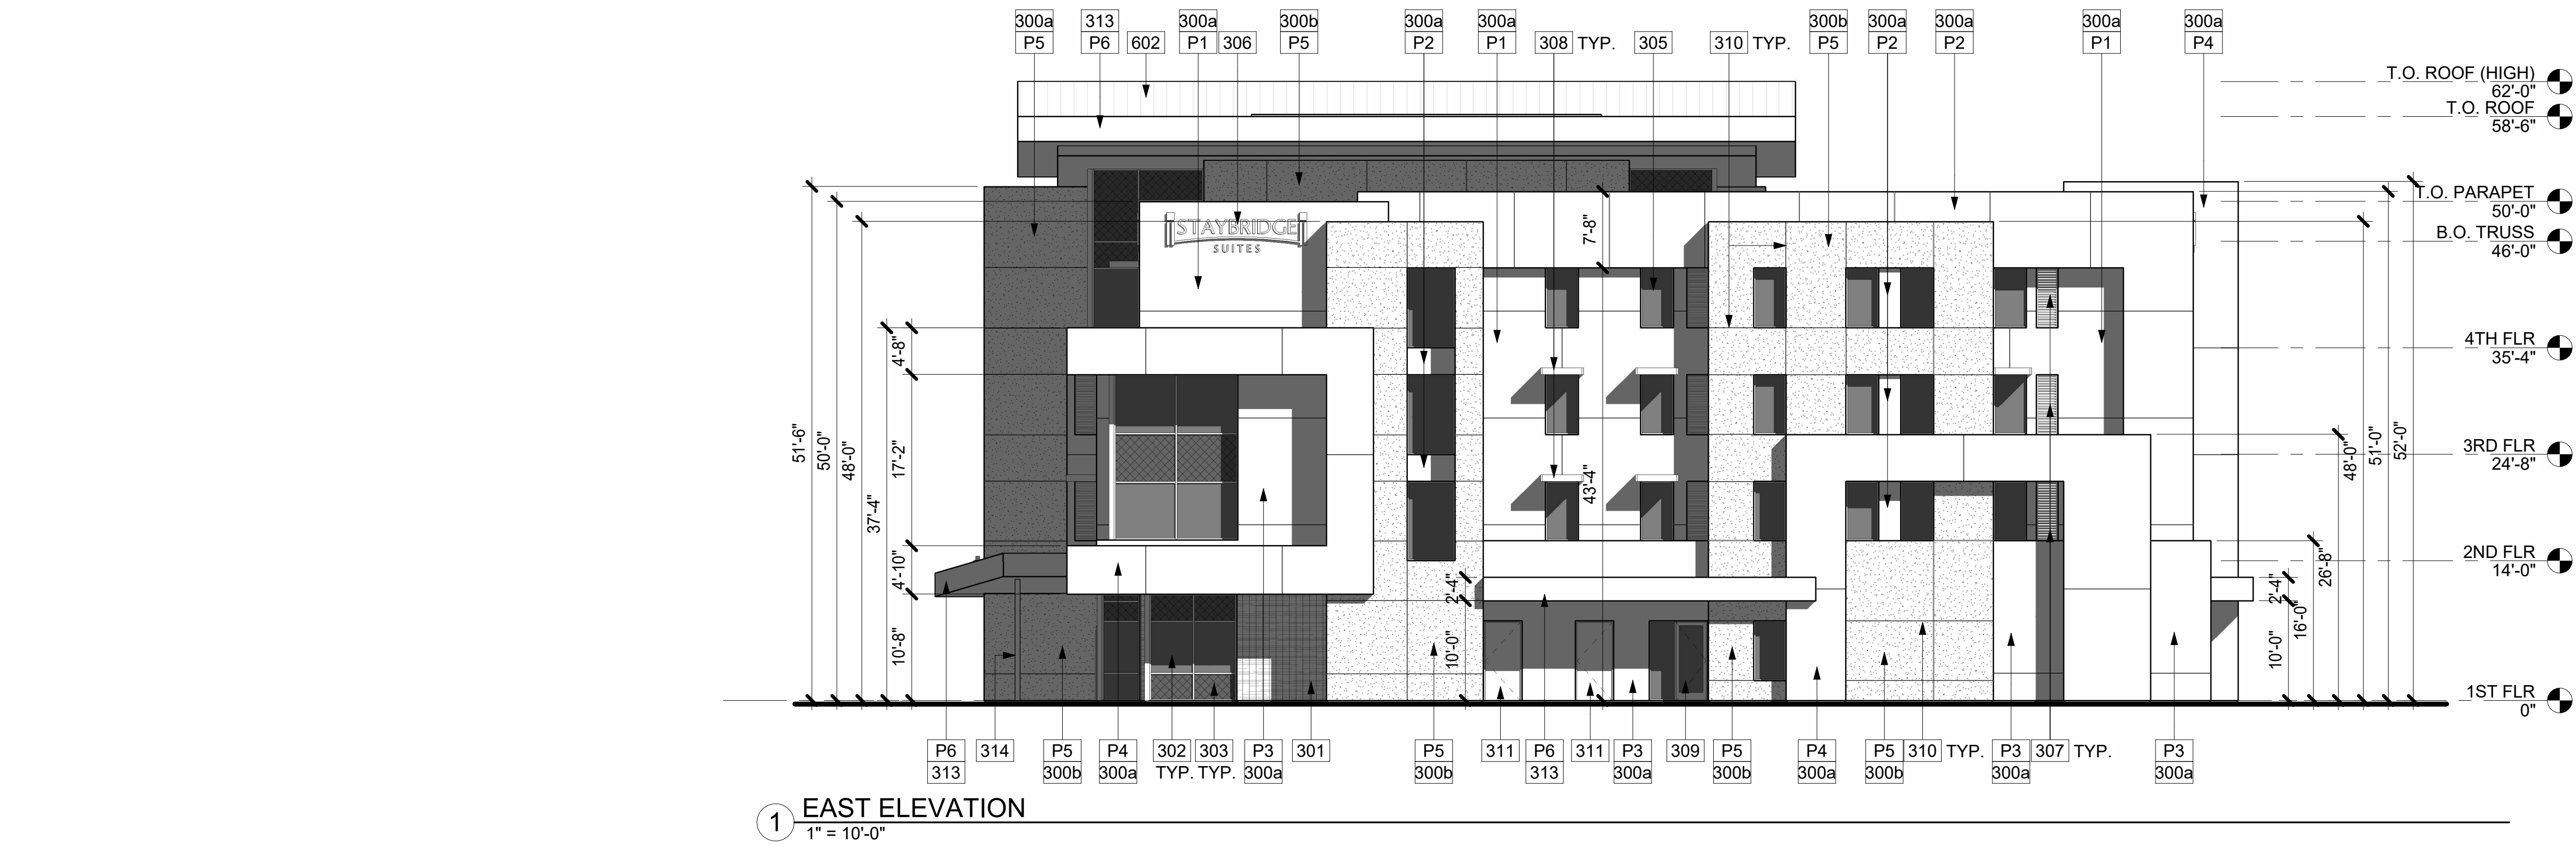 300a 313 300a 300b 300a 300a 300b 300a 300a 300a 300a
P5 P6 602 P1 306 P5 P2 P1 308 TYP. 305 310 TYP. P5 P2 P2 P1 P4
T.O. ROOF (HIGH)
62'-0"
T.O. ROOF
58'-6"
T.O. PARAPET
50'-0"
B.O. TRUSS
46'-0"
4TH FLR
35'-4"
3RD FLR
24'-8"
2ND FLR
14'-0"
1ST FLR
0"
STAYBRIDGE
SUITES
51'-6"
50'-0"
48'-0"
37'-4"
4'-8"
17'-2"
4'-10"
10'-8"
7'-8"
43'-4"
2'-4"
10'-0"
48'-0"
51'-0"
52'-0"
26'-8"
16'-0"
2'-4"
10'-0"
P6 314 P5 P4 302 303 P3 301 P5 311 P6 311 P3 309 P5 P4 P5 310 TYP. P3 307 TYP. P3
313 300b 300a TYP. TYP. 300a 300b 313 300a 300b 300a 300b 300a 300a
1 EAST ELEVATION
1" = 10'-0"